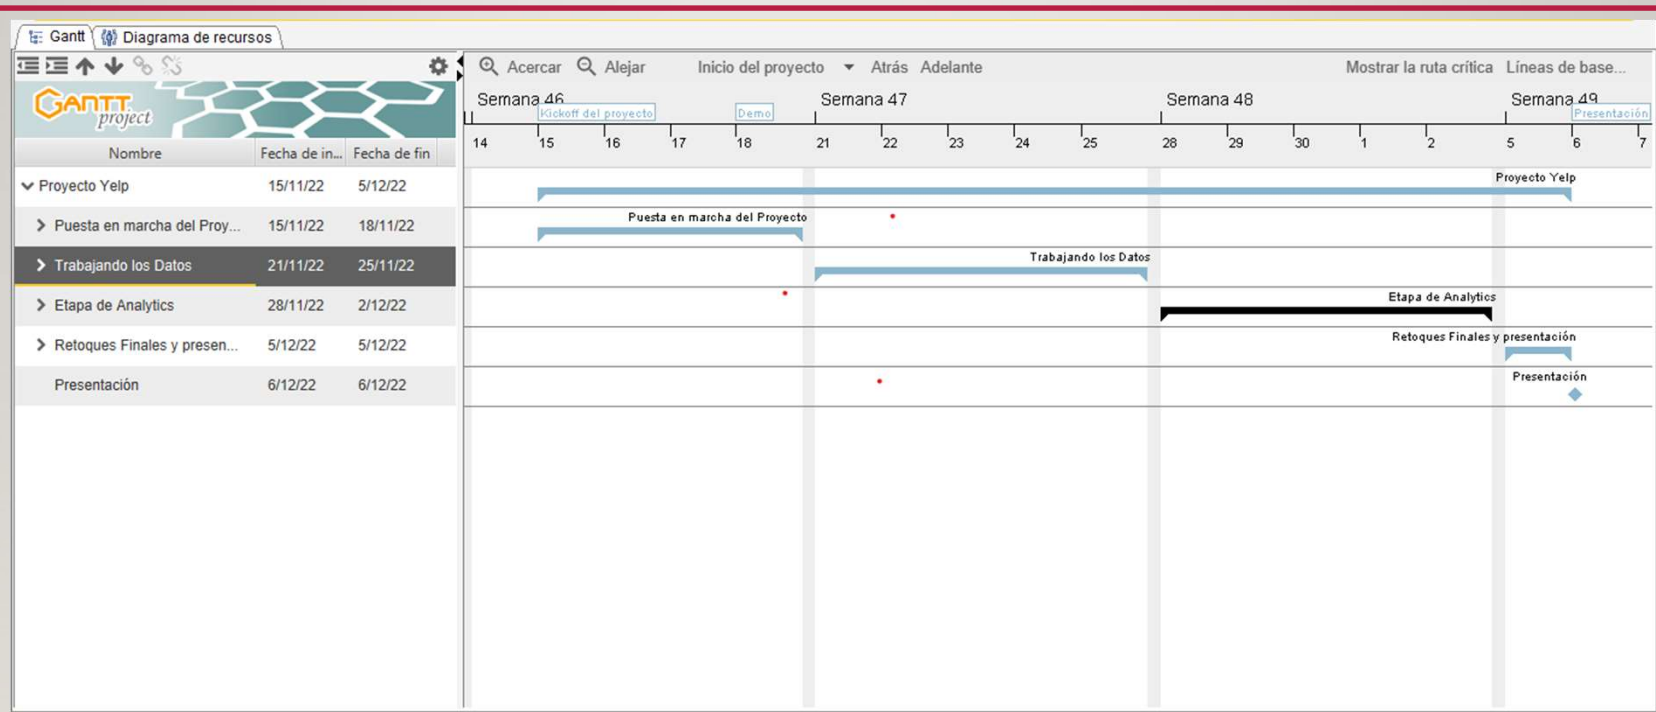 Gantt Diagrama de recursos
Acercar Alejar Inicio del proyecto Atrás Adelante Mostrar la ruta crítica Líneas de base...
GANTT project
Semana 46 Semana 47 Semana 48 Semana 49
Kickoff del proyecto Demo Presentación
14 15 16 17 18 21 22 23 24 25 28 29 30 1 2 5 6 7
Nombre Fecha de in... Fecha de fin
Proyecto Yelp 15/11/22 5/12/22 Proyecto Yelp
Puesta en marcha del Proy... 15/11/22 18/11/22 Puesta en marcha del Proyecto
Trabajando los Datos 21/11/22 25/11/22 Trabajando los Datos
Etapa de Analytics 28/11/22 2/12/22 Etapa de Analytics
Retoques Finales y presen... 5/12/22 5/12/22 Retoques Finales y presentación
Presentación 6/12/22 6/12/22 Presentación